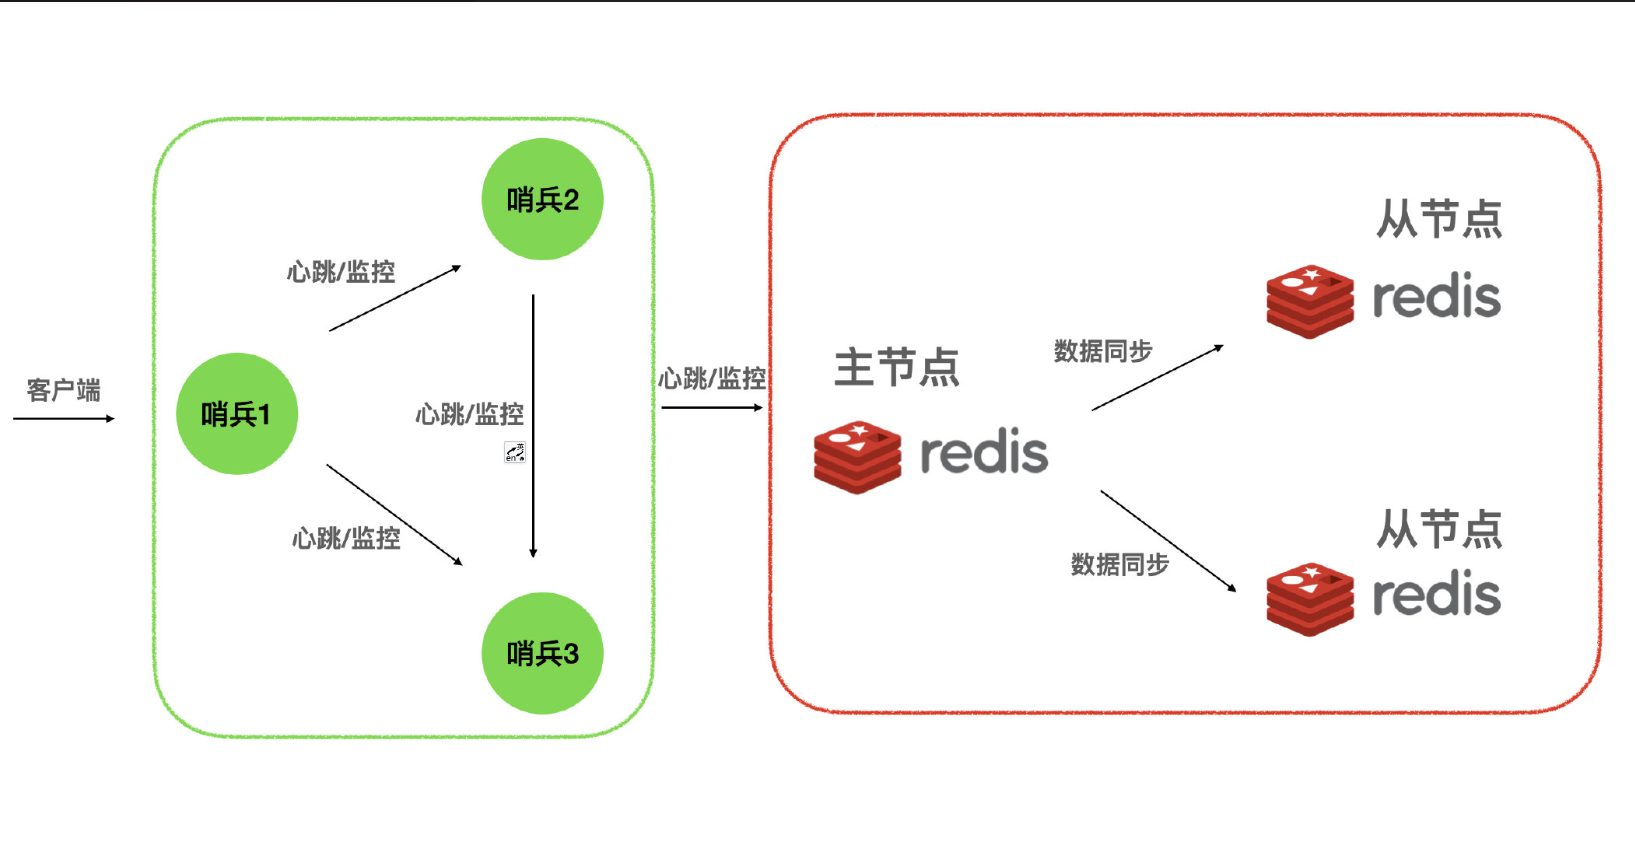 客户端
哨兵1
心跳/监控
哨兵2
心跳/监控
英
en
心跳/监控
哨兵3
心跳/监控
主节点
redis
数据同步
从节点
redis
数据同步
从节点
redis